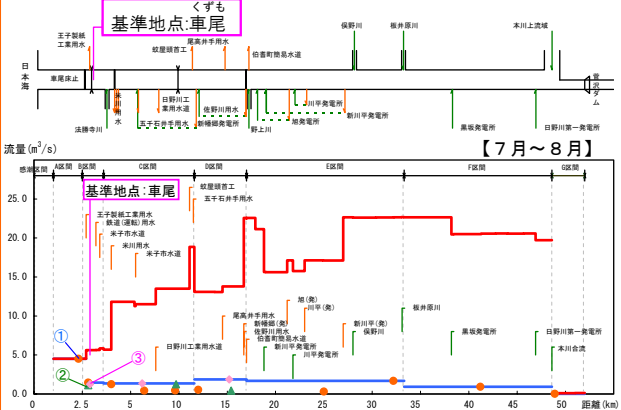 くずも
基準地点:車尾
王子製紙
工業用水
蚊屋頭首工
尾高井手用水
伯耆町簡易水道
俣野川
板井原川
本川上流域
日本海
車尾床止
菅沢ダム
米川用水
日野川工
業用水道
佐野川用水
川平発電所
法勝寺川
五千石井手用水
新幡郷発電所
野上川
旭発電所
新川平発電所
黒坂発電所
日野川第一発電所
流量(m³/s)
【7月~8月】
感潮区間
A区間
B区間
C区間
D区間
E区間
F区間
G区間
基準地点:車尾
蚊屋頭首工
五千石井手用水
王子製紙工業用水
鉄道(運転)用水
米子市水道
米川用水
米子市水道
日野川工業用水道
尾高井手用水
新幡郷(発)
佐野川用水
伯耆町簡易水道
新川平発電所
川平発電所
旭(発)
川平(発)
新川平(発)
俣野川
板井原川
黒坂発電所
日野川第一発電所
本川合流
①
②
③
25.0
20.0
15.0
10.0
5.0
0.0
0
2.5
5
10
15
20
25
30
35
40
45
50
距離(km)